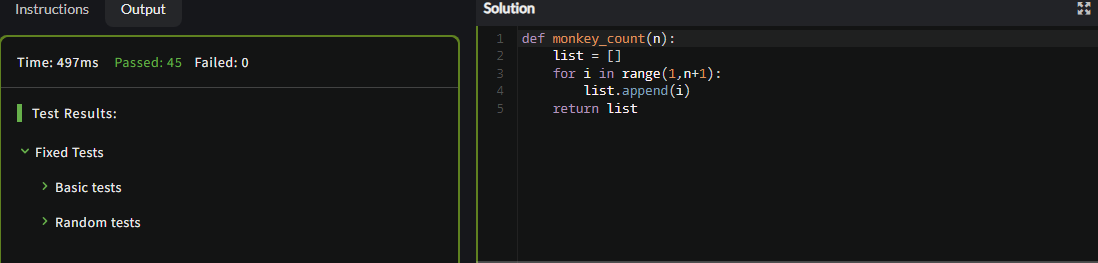 Instructions Output
Time: 497ms Passed: 45 Failed: 0
Test Results:
Fixed Tests
Basic tests
Random tests
Solution
1 def monkey_count(n):
2     list = []
3     for i in range(1,n+1):
4         list.append(i)
5     return list